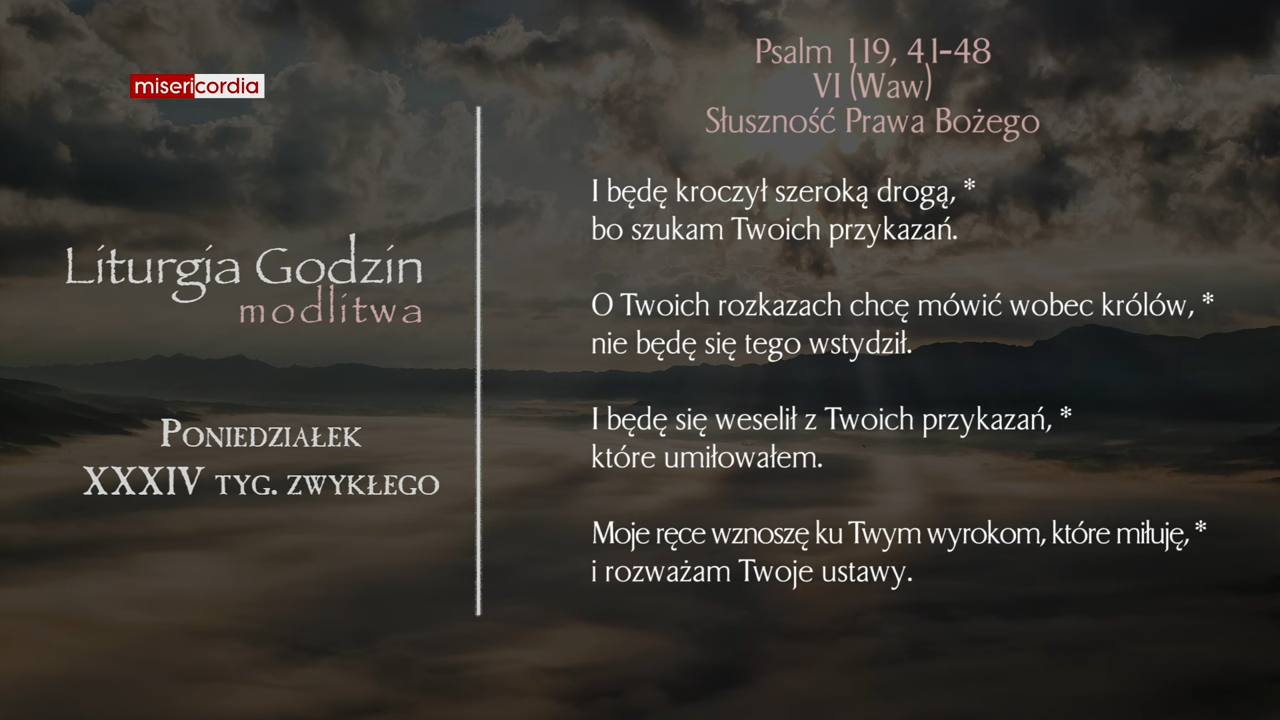 misericordia
Liturgia Godzin
modlitwa
Poniedziałek
XXXIV tyg. zwykłego
Psalm 119, 41-48
VI (Waw)
Słuszność Prawa Bożego
I będę kroczył szeroką drogą, *
bo szukam Twoich przykazań.
O Twoich rozkazach chcę mówić wobec królów, *
nie będę się tego wstydził.
I będę się weselił z Twoich przykazań, *
które umiłowałem.
Moje ręce wznoszę ku Twym wyrokom, które miłuję, *
i rozważam Twoje ustawy.